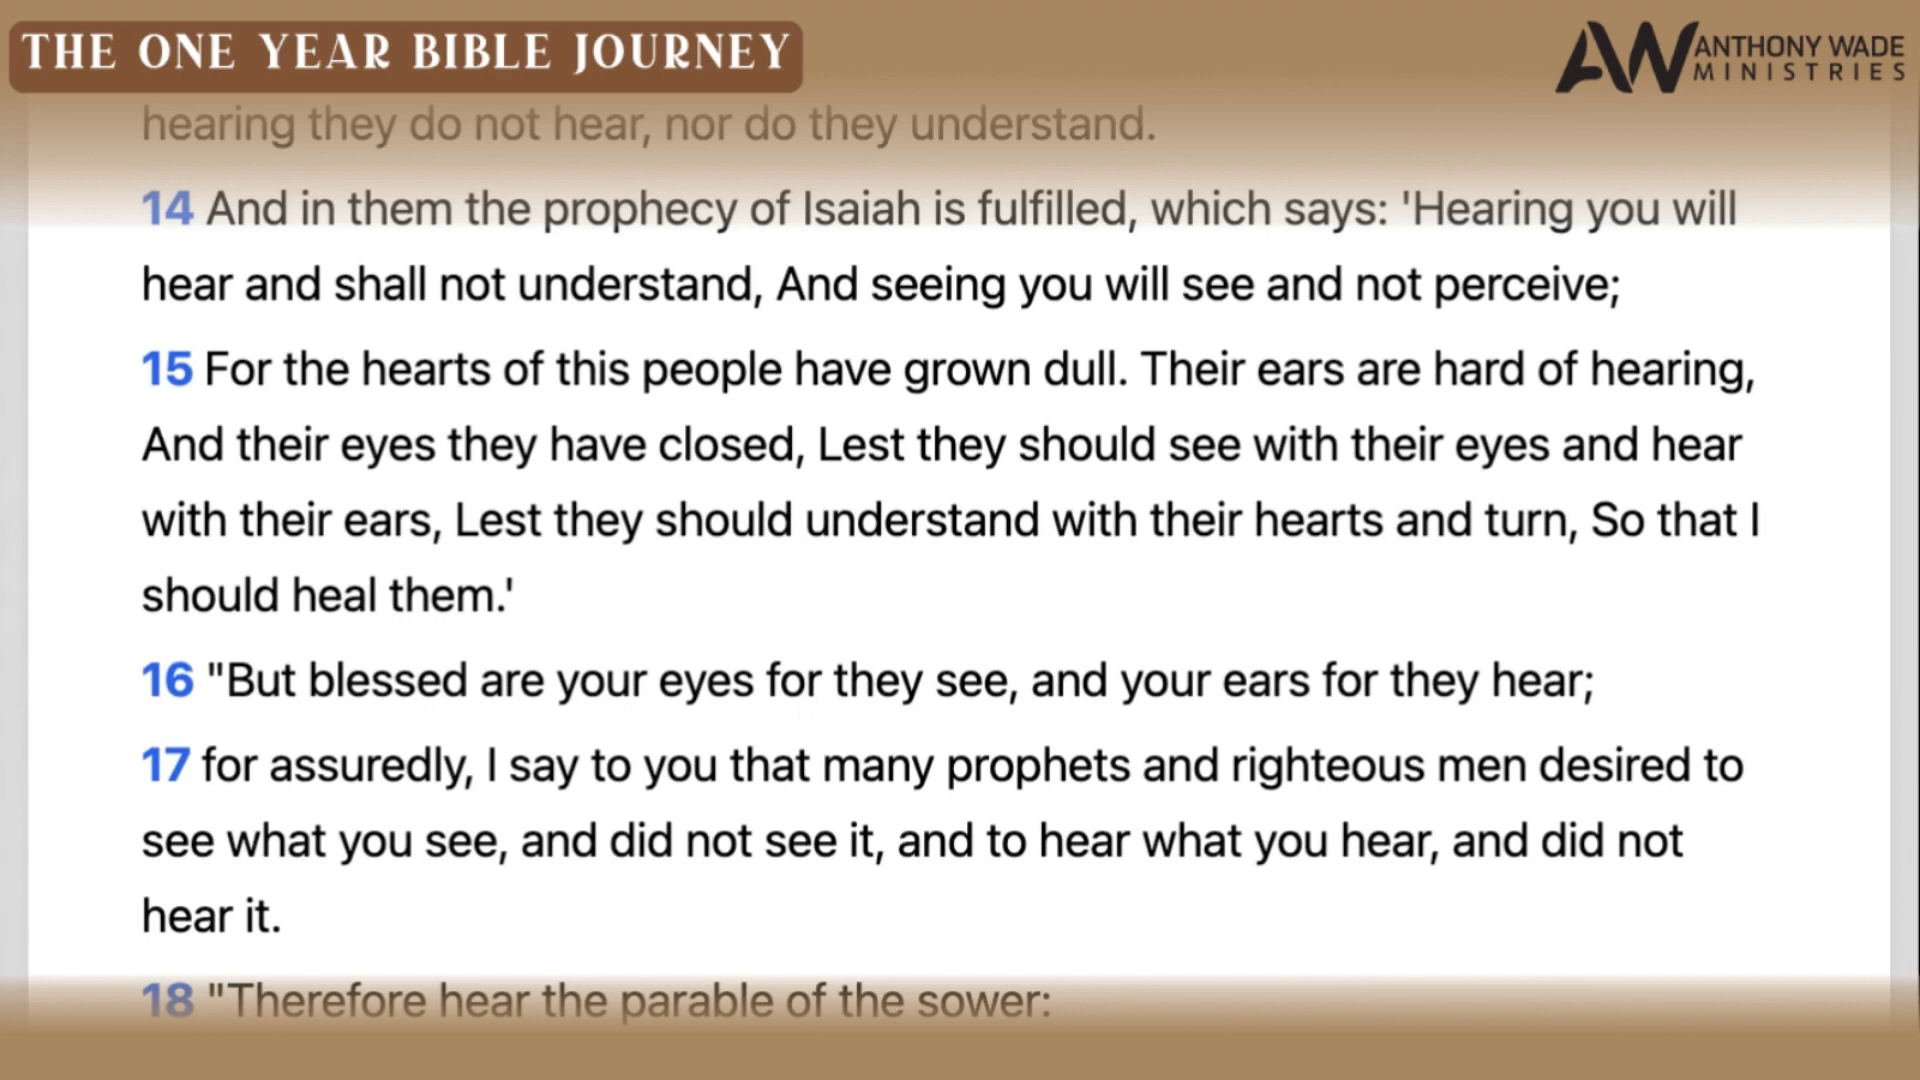 THE ONE YEAR BIBLE JOURNEY
AW ANTHONY WADE
MINISTRIES
hearing they do not hear, nor do they understand.
14 And in them the prophecy of Isaiah is fulfilled, which says: 'Hearing you will
hear and shall not understand, And seeing you will see and not perceive;
15 For the hearts of this people have grown dull. Their ears are hard of hearing,
And their eyes they have closed, Lest they should see with their eyes and hear
with their ears, Lest they should understand with their hearts and turn, So that I
should heal them.'
16 "But blessed are your eyes for they see, and your ears for they hear;
17 for assuredly, I say to you that many prophets and righteous men desired to
see what you see, and did not see it, and to hear what you hear, and did not
hear it.
18 "Therefore hear the parable of the sower: